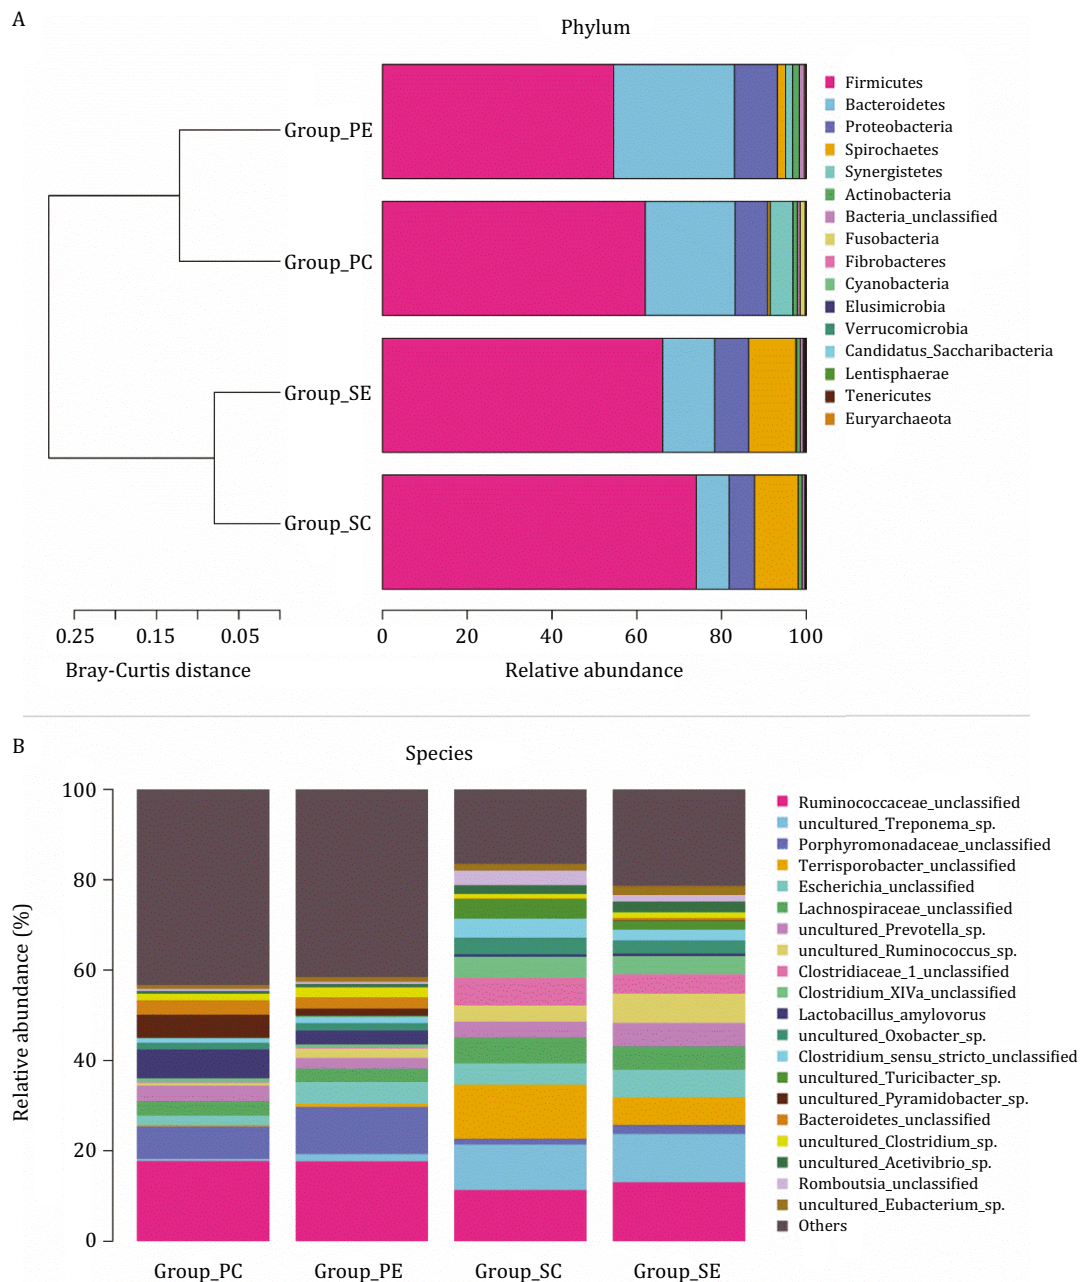 A
Phylum
Group_PE
Group_PC
Group_SE
Group_SC
Firmicutes
Bacteroidetes
Proteobacteria
Spirochaetes
Synergistetes
Actinobacteria
Bacteria_unclassified
Fusobacteria
Fibrobacteres
Cyanobacteria
Elusimicrobia
Verrucomicrobia
Candidatus_Saccharibacteria
Lentisphaerae
Tenericutes
Euryarchaeota
0.25 0.15 0.05
Bray-Curtis distance
0 20 40 60 80 100
Relative abundance
B
Species
Relative abundance (%)
100
80
60
40
20
0
Group_PC Group_PE Group_SC Group_SE
Ruminococcaceae_unclassified
uncultured_Treponema_sp.
Porphyromonadaceae_unclassified
Terrisporobacter_unclassified
Escherichia_unclassified
Lachnospiraceae_unclassified
uncultured_Prevotella_sp.
uncultured_Ruminococcus_sp.
Clostridiaceae_1_unclassified
Clostridium_XIVa_unclassified
Lactobacillus_amylovorus
uncultured_Oxobacter_sp.
Clostridium_sensu_stricto_unclassified
uncultured_Turicibacter_sp.
uncultured_Pyramidobacter_sp.
Bacteroidetes_unclassified
uncultured_Clostridium_sp.
uncultured_Acetivibrio_sp.
Romboutsia_unclassified
uncultured_Eubacterium_sp.
Others